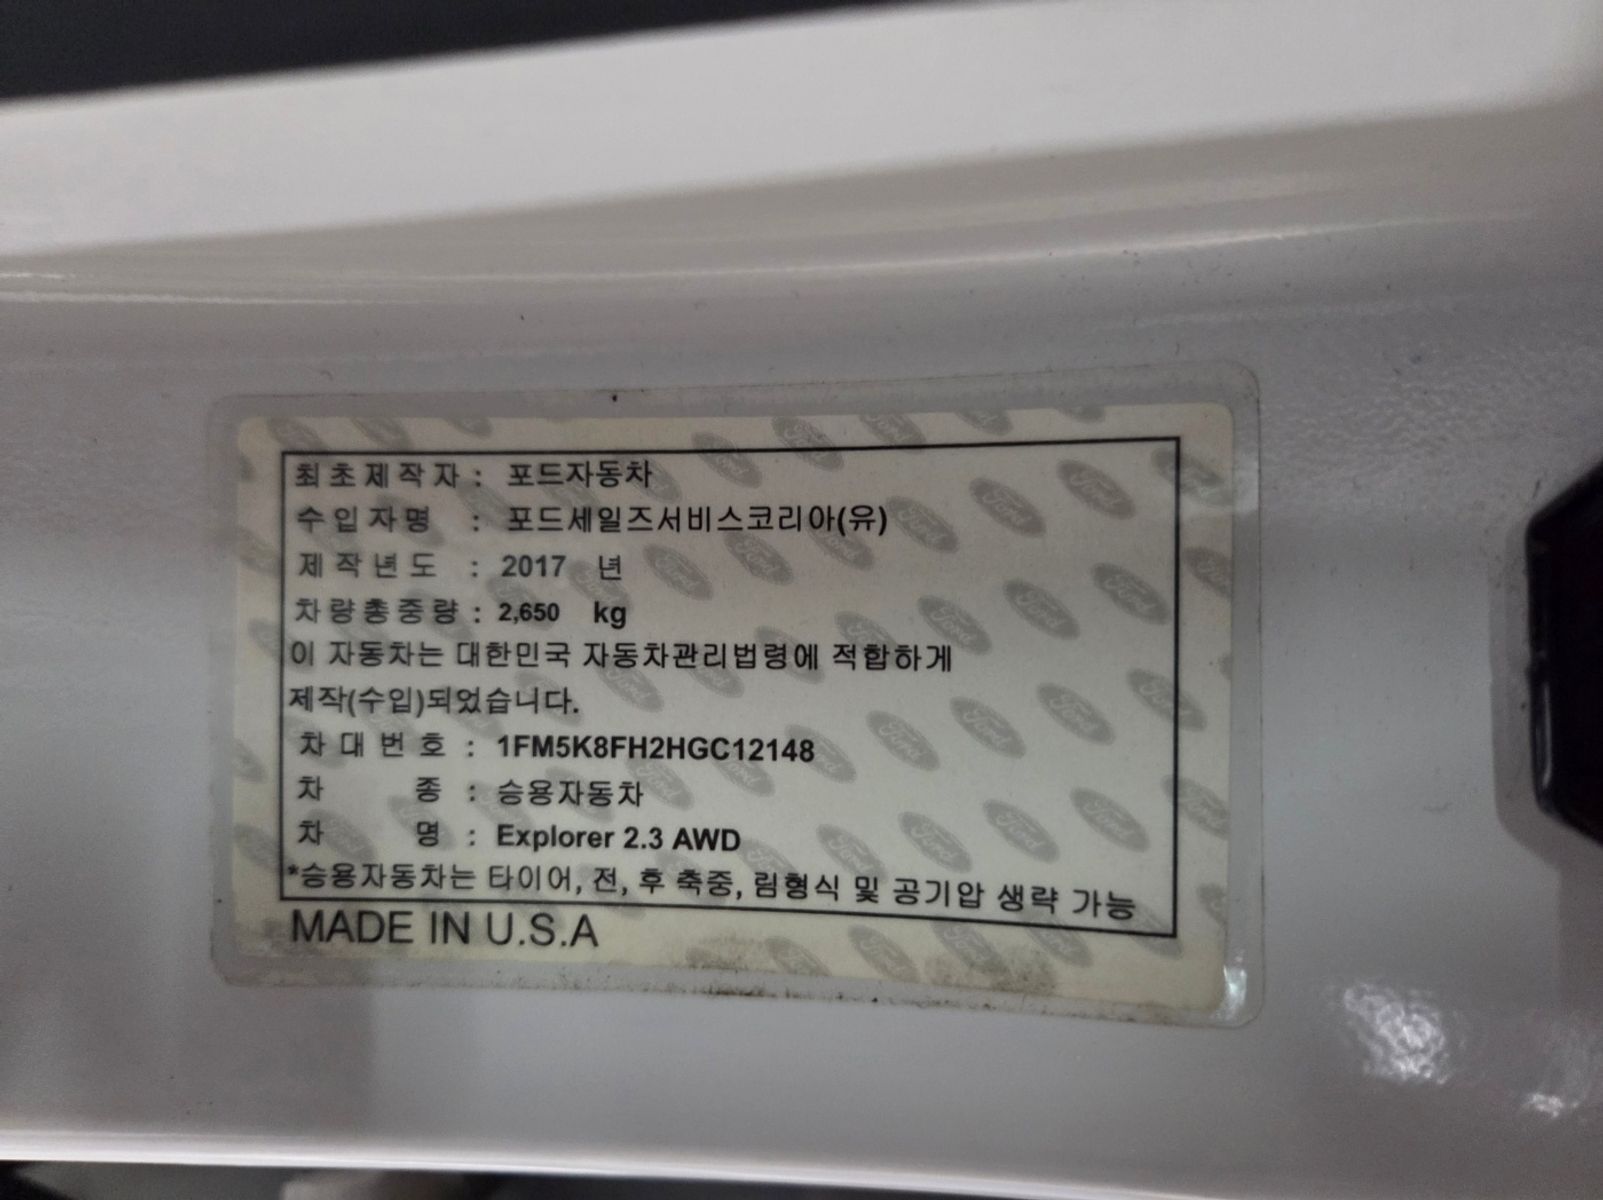 최초제작자 : 포드자동차
수입자명 : 포드세일즈서비스코리아(유)
제작년도 : 2017 년
차량총중량 : 2,650 kg
이 자동차는 대한민국 자동차관리법령에 적합하게
제작(수입)되었습니다.
차대번호 : 1FM5K8FH2HGC12148
차 종 : 승용자동차
차 명 : Explorer 2.3 AWD
*승용자동차는 타이어, 전, 후 축중, 림형식 및 공기압 생략 가능
MADE IN U.S.A